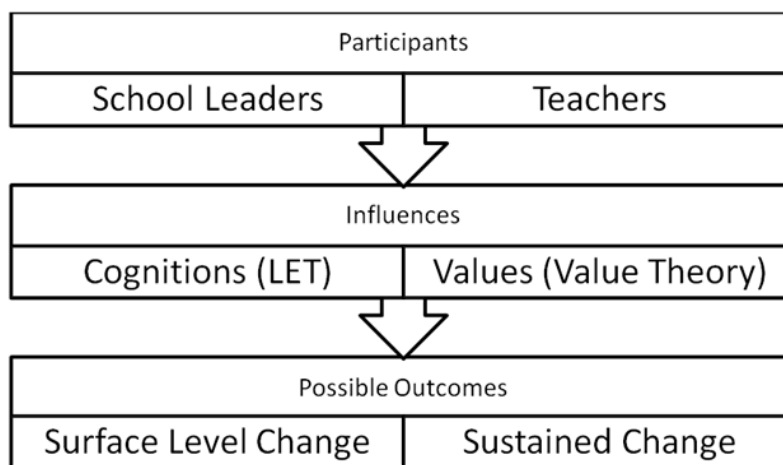 Participants
School Leaders
Teachers
Influences
Cognitions (LET)
Values (Value Theory)
Possible Outcomes
Surface Level Change
Sustained Change